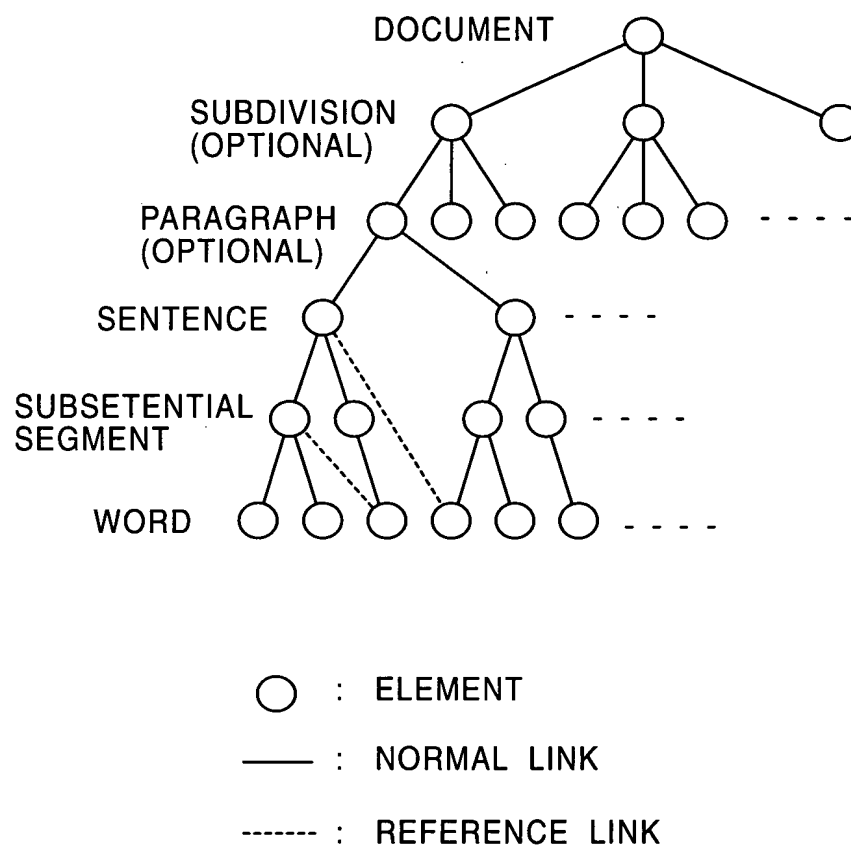 DOCUMENT
SUBDIVISION
(OPTIONAL)
PARAGRAPH
(OPTIONAL)
SENTENCE
SUBSETENTIAL
SEGMENT
WORD
: ELEMENT
: NORMAL LINK
: REFERENCE LINK